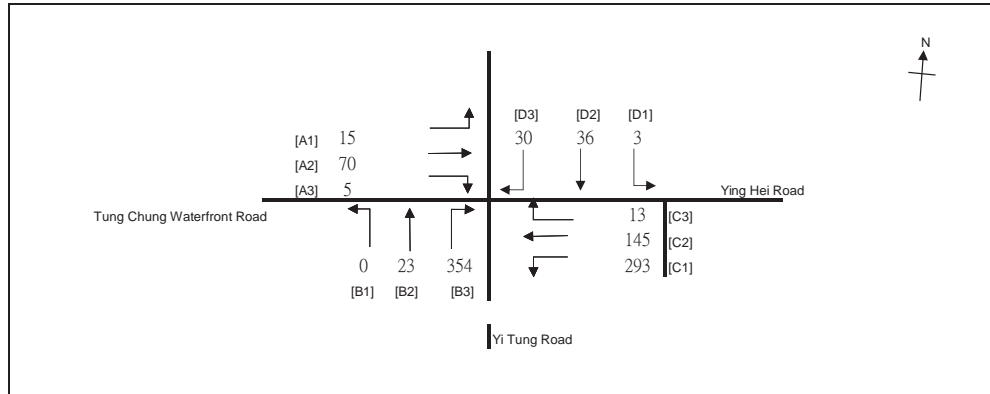 N
[D3] [D2] [D1]
30 36 3
[A1] 15
[A2] 70
[A3] 5
Ying Hei Road
Tung Chung Waterfront Road
13 [C3]
145 [C2]
293 [C1]
0 23 354
[B1] [B2] [B3]
Yi Tung Road